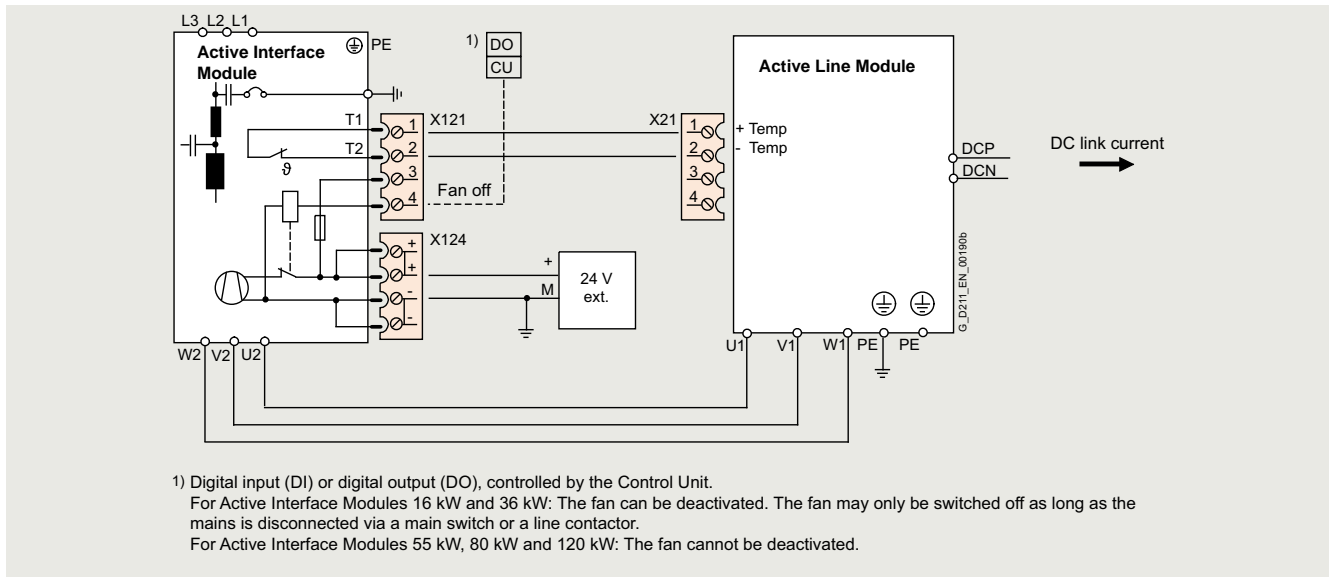 L3 L2 L1
Active Interface
Module
PE
1) DO
CU
Active Line Module
T1
T2
ϑ
X121
1
2
3
4
Fan off
X21
1
2
3
4
+ Temp
- Temp
DCP
DCN
DC link current
X124
+
+
-
-
+
M
24 V
ext.
G_D211_EN_00190b
W2 V2 U2
U1 V1 W1 PE PE
1) Digital input (DI) or digital output (DO), controlled by the Control Unit.
For Active Interface Modules 16 kW and 36 kW: The fan can be deactivated. The fan may only be switched off as long as the
mains is disconnected via a main switch or a line contactor.
For Active Interface Modules 55 kW, 80 kW and 120 kW: The fan cannot be deactivated.